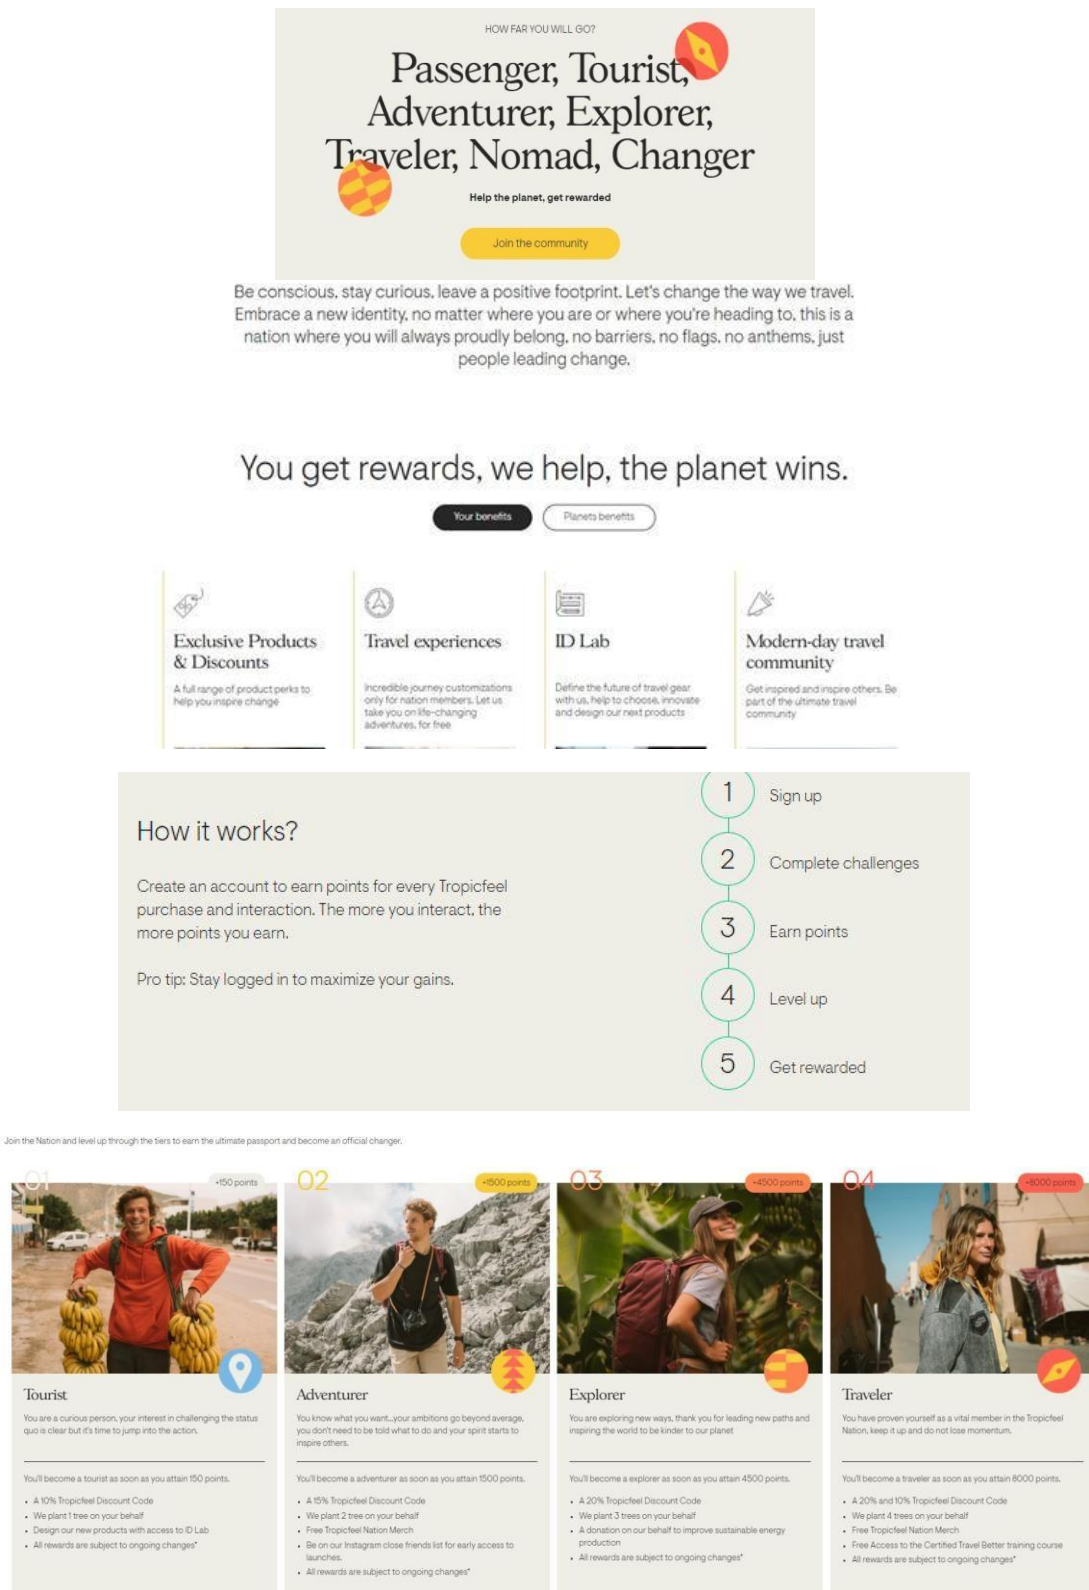 HOW FAR YOU WILL GO?
Passenger, Tourist,
Adventurer, Explorer,
Traveler, Nomad, Changer
Help the planet, get rewarded
Join the community
Be conscious, stay curious, leave a positive footprint. Let's change the way we travel.
Embrace a new identity, no matter where you are or where you're heading to, this is a
nation where you will always proudly belong, no barriers, no flags, no anthems, just
people leading change.
You get rewards, we help, the planet wins.
Your benefits
Planets benefits
Exclusive Products
& Discounts
A full range of product perks to
help you inspire change
Travel experiences
Incredible journey customizations
only for nation members. Let us
take you on life-changing
adventures, for free
ID Lab
Define the future of travel gear
with us, help to choose, innovate
and design our next products
Modern-day travel
community
Get inspired and inspire others. Be
part of the ultimate travel
community
How it works?
Create an account to earn points for every Tropicfeel
purchase and interaction. The more you interact, the
more points you earn.
Pro tip: Stay logged in to maximize your gains.
1 Sign up
2 Complete challenges
3 Earn points
4 Level up
5 Get rewarded
Join the Nation and level up through the tiers to earn the ultimate passport and become an official changer.
01
+150 points
Tourist
You are a curious person, your interest in challenging the status
quo is clear but it's time to jump into the action.
You'll become a tourist as soon as you attain 150 points.
• A 10% Tropicfeel Discount Code
• We plant 1 tree on your behalf
• Design our new products with access to ID Lab
• All rewards are subject to ongoing changes*
02
+1500 points
Adventurer
You know what you want...your ambitions go beyond average,
you don't need to be told what to do and your spirit starts to
inspire others.
You'll become a adventurer as soon as you attain 1500 points.
• A 15% Tropicfeel Discount Code
• We plant 2 tree on your behalf
• Free Tropicfeel Nation Merch
• Be on our Instagram close friends list for early access to
launches.
• All rewards are subject to ongoing changes*
03
+4500 points
Explorer
You are exploring new ways, thank you for leading new paths and
inspiring the world to be kinder to our planet
You'll become a explorer as soon as you attain 4500 points.
• A 20% Tropicfeel Discount Code
• We plant 3 trees on your behalf
• A donation on our behalf to improve sustainable energy
production
• All rewards are subject to ongoing changes*
04
+8000 points
Traveler
You have proven yourself as a vital member in the Tropicfeel
Nation, keep it up and do not lose momentum.
You'll become a traveler as soon as you attain 8000 points.
• A 20% and 10% Tropicfeel Discount Code
• We plant 4 trees on your behalf
• Free Tropicfeel Nation Merch
• Free Access to the Certified Travel Better training course
• All rewards are subject to ongoing changes*